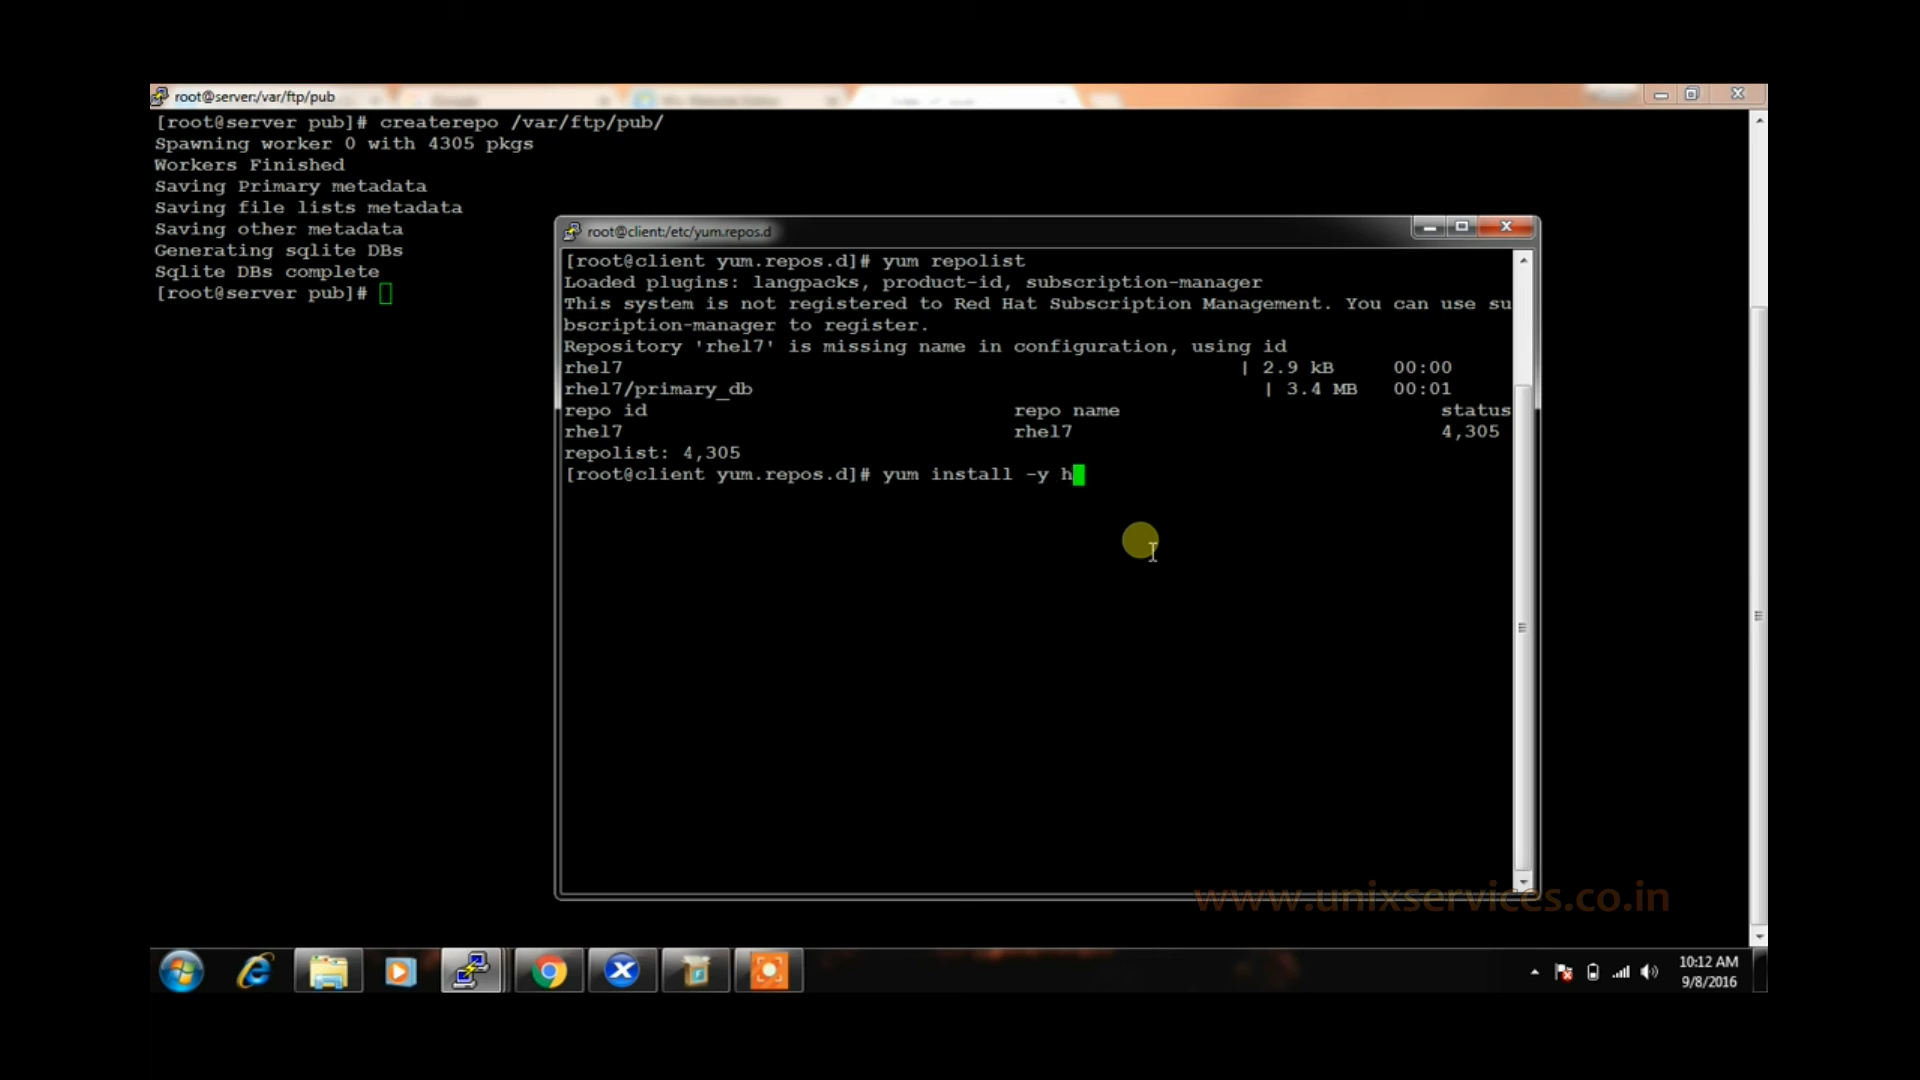 root@server:/var/ftp/pub
[root@server pub]# createrepo /var/ftp/pub/
Spawning worker 0 with 4305 pkgs
Workers Finished
Saving Primary metadata
Saving file lists metadata
Saving other metadata
Generating sqlite DBs
Sqlite DBs complete
[root@server pub]#
root@client:/etc/yum.repos.d
[root@client yum.repos.d]# yum repolist
Loaded plugins: langpacks, product-id, subscription-manager
This system is not registered to Red Hat Subscription Management. You can use su
bscription-manager to register.
Repository 'rhel7' is missing name in configuration, using id
rhel7 | 2.9 kB 00:00
rhel7/primary_db | 3.4 MB 00:01
repo id repo name status
rhel7 rhel7 4,305
repolist: 4,305
[root@client yum.repos.d]# yum install -y h
www.unixservices.co.in
10:12 AM
9/8/2016